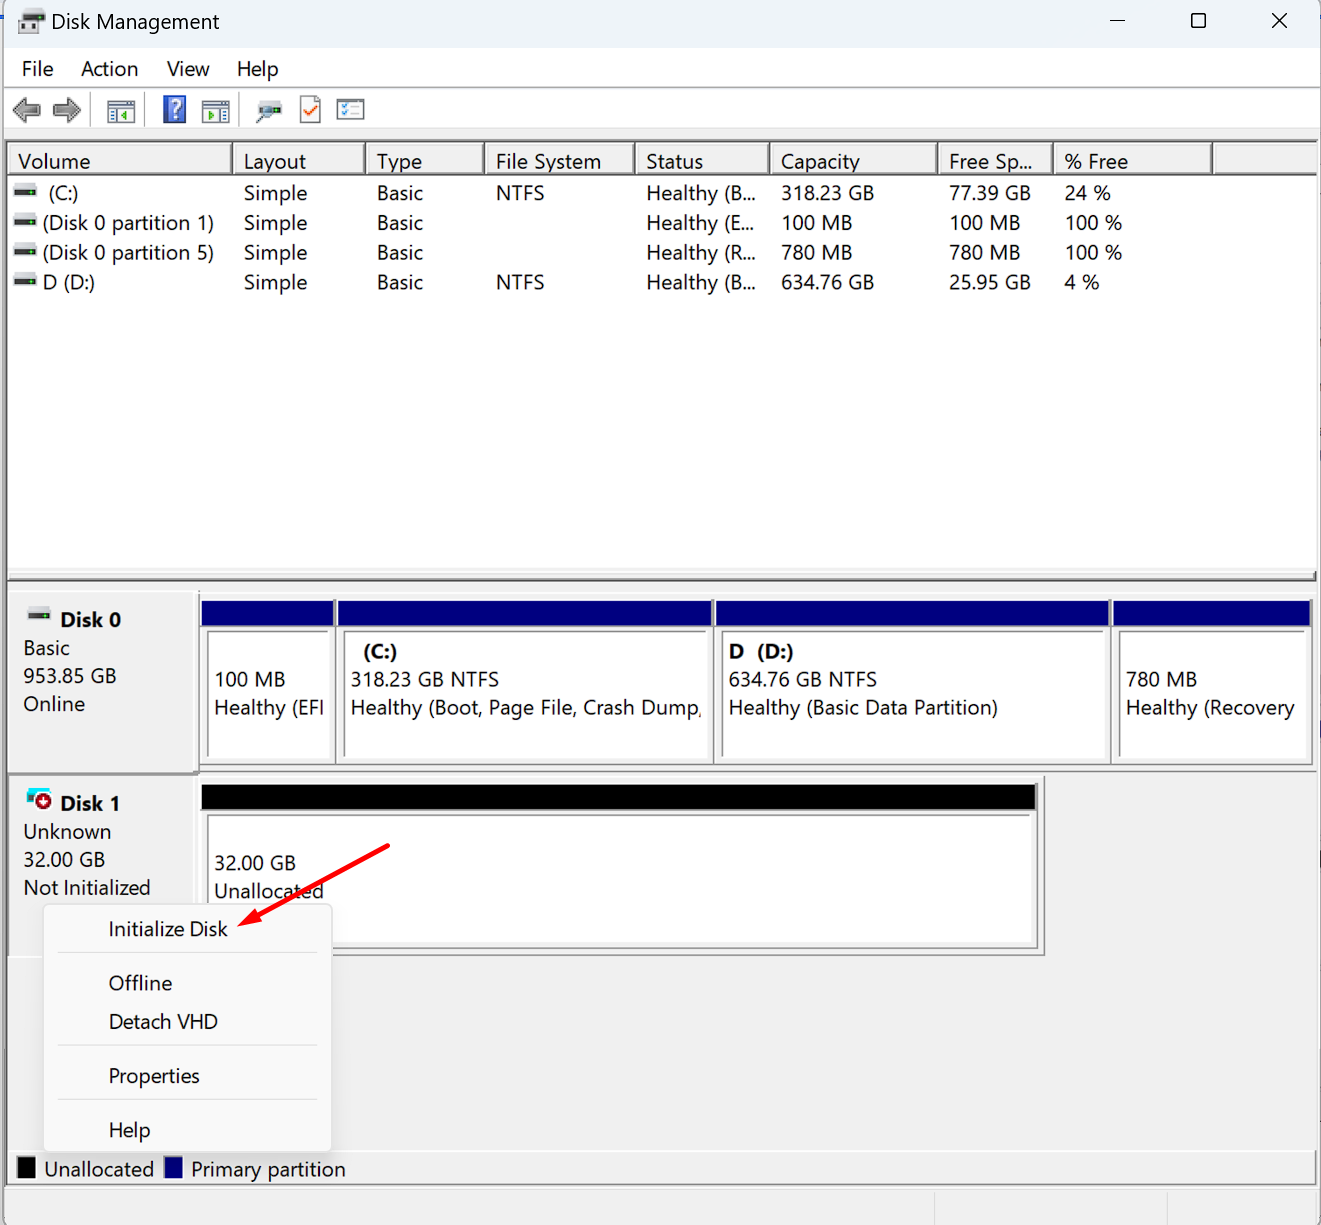 Disk Management
File Action View Help
Volume Layout Type File System Status Capacity Free Sp... % Free
(C:) Simple Basic NTFS Healthy (B... 318.23 GB 77.39 GB 24 %
(Disk 0 partition 1) Simple Basic Healthy (E... 100 MB 100 MB 100 %
(Disk 0 partition 5) Simple Basic Healthy (R... 780 MB 780 MB 100 %
D (D:) Simple Basic NTFS Healthy (B... 634.76 GB 25.95 GB 4 %
Disk 0
Basic
953.85 GB
Online
100 MB
Healthy (EFI
(C:)
318.23 GB NTFS
Healthy (Boot, Page File, Crash Dump,
D (D:)
634.76 GB NTFS
Healthy (Basic Data Partition)
780 MB
Healthy (Recovery
Disk 1
Unknown
32.00 GB
Not Initialized
32.00 GB
Unallocated
Initialize Disk
Offline
Detach VHD
Properties
Help
Unallocated Primary partition